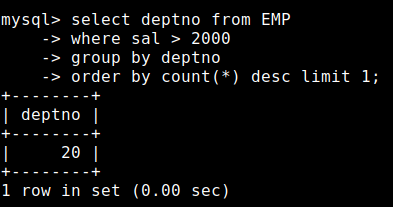 mysql> select deptno from EMP
    -> where sal > 2000
    -> group by deptno
    -> order by count(*) desc limit 1;
+--------+
| deptno |
+--------+
|     20 |
+--------+
1 row in set (0.00 sec)